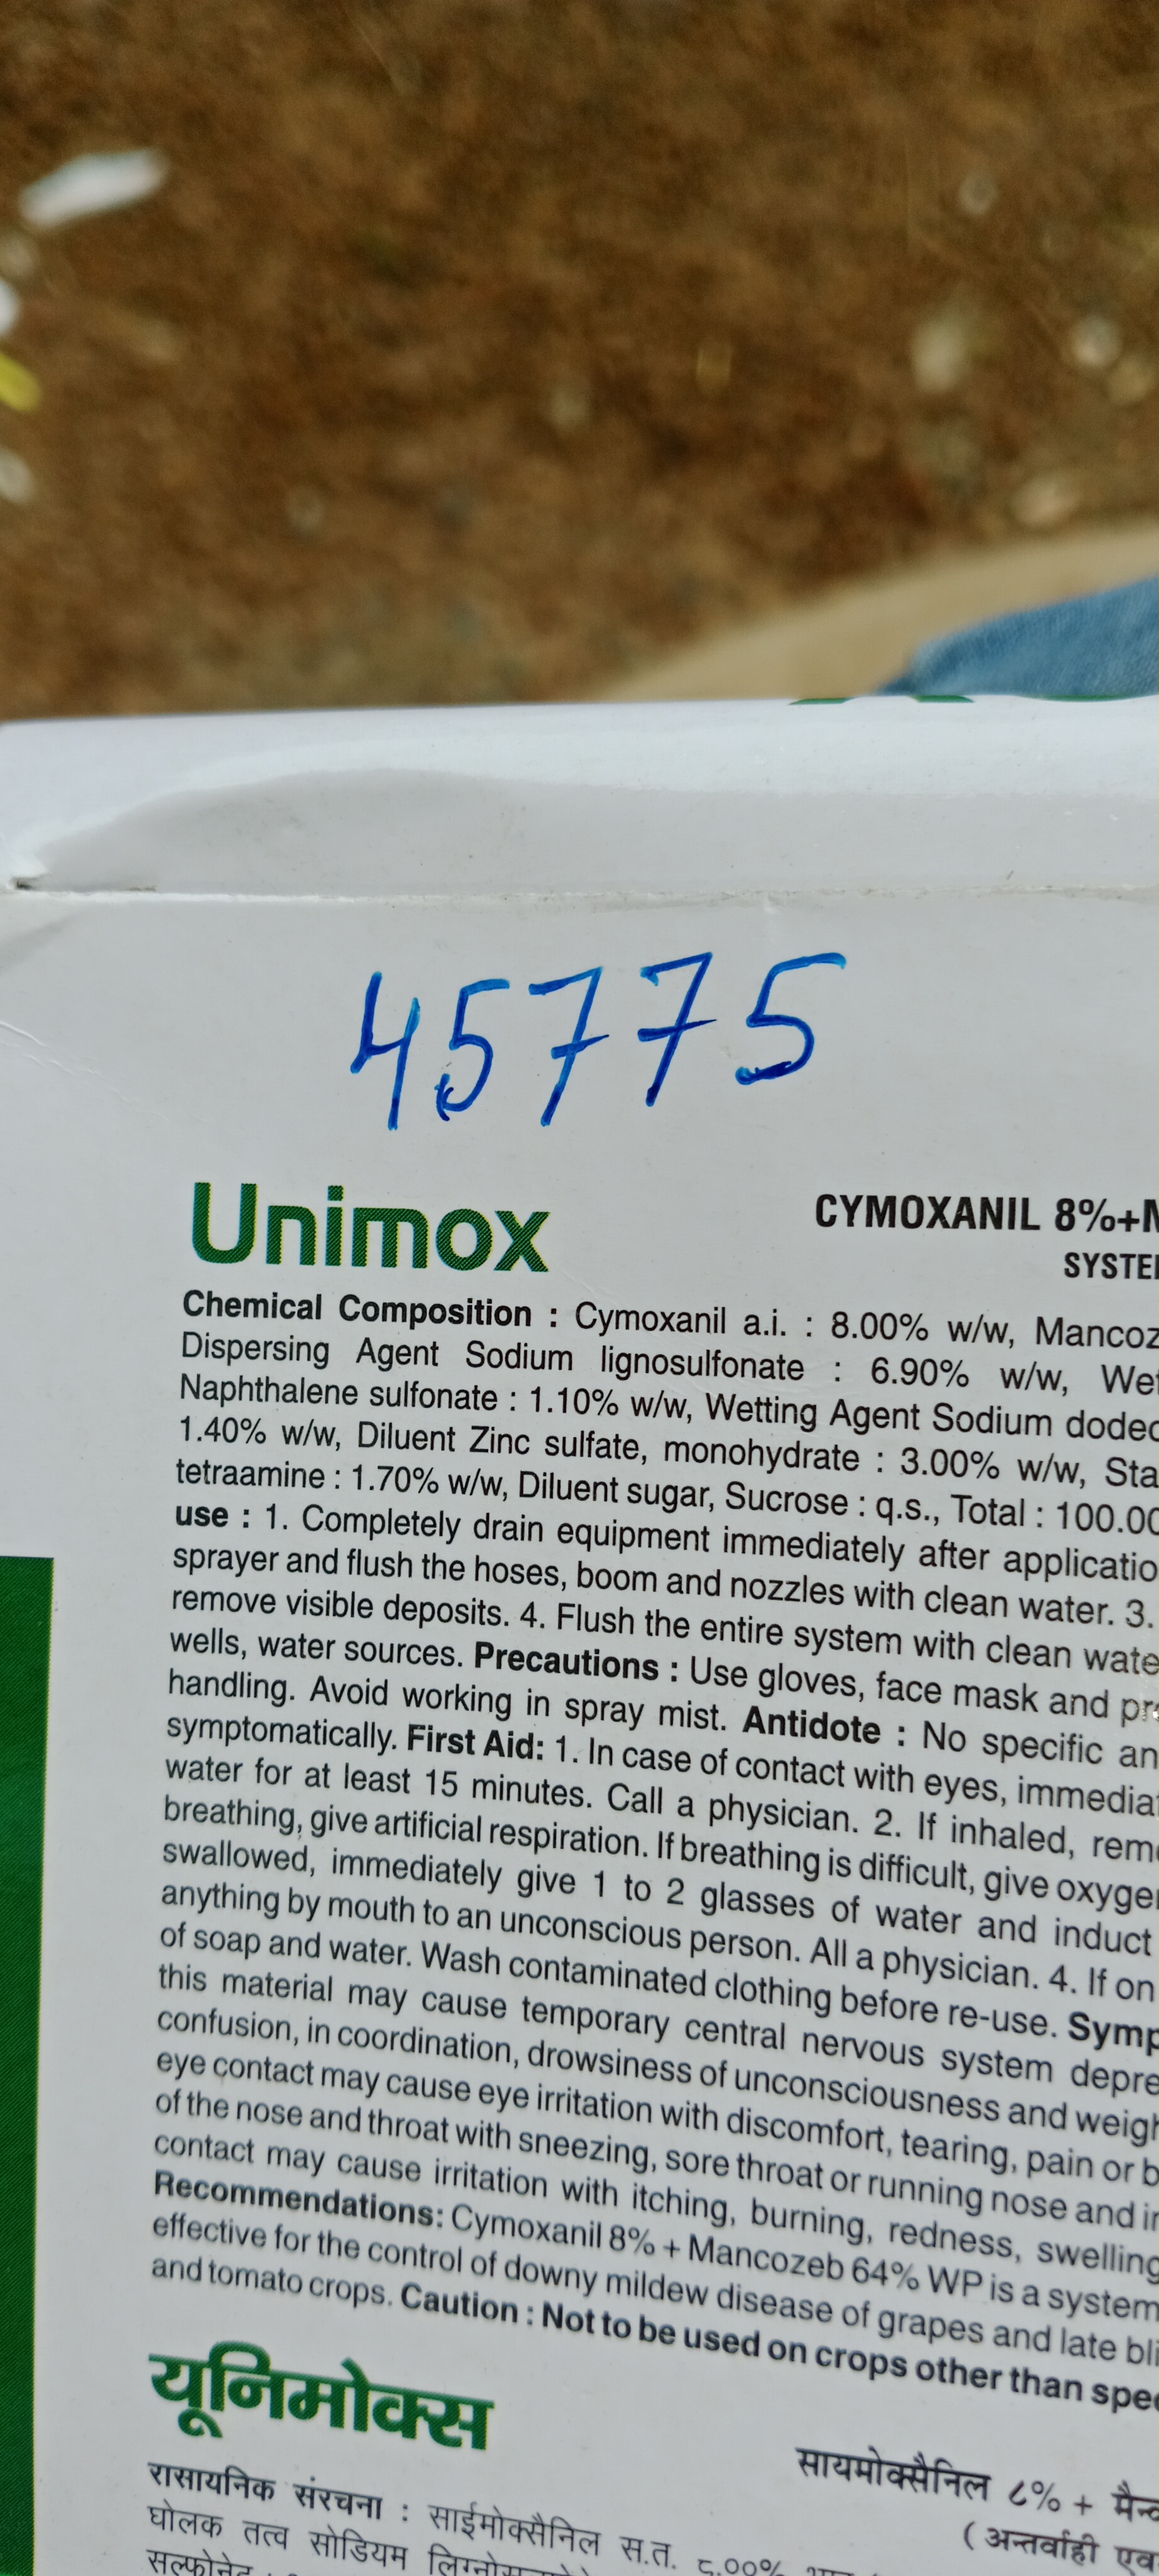 45775
Unimox
CYMOXANIL 8%+
Chemical Composition : Cymoxanil a.i. : 8.00% w/w,
Dispersing Agent Sodium lignosulfonate : 6.90% w/w,
Naphthalene sulfonate : 1.10% w/w, Wetting Agent Sodium
1.40% w/w, Diluent Zinc sulfate, monohydrate : 3.00% w/w,
tetraamine : 1.70% w/w, Diluent sugar, Sucrose : q.s., Total :
use : 1. Completely drain equipment immediately after
sprayer and flush the hoses, boom and nozzles with clean water. 3.
remove visible deposits. 4. Flush the entire system with clean
wells, water sources. Precautions : Use gloves, face mask and
handling. Avoid working in spray mist. Antidote : No specific
symptomatically. First Aid: 1. In case of contact with eyes,
water for at least 15 minutes. Call a physician. 2. If inhaled,
breathing, give artificial respiration. If breathing is difficult, give
swallowed, immediately give 1 to 2 glasses of water and induct
anything by mouth to an unconscious person. All a physician. 4. If on
of soap and water. Wash contaminated clothing before re-use.
this material may cause temporary central nervous system
confusion, in coordination, drowsiness of unconsciousness and
eye contact may cause eye irritation with discomfort, tearing, pain or
of the nose and throat with sneezing, sore throat or running nose and
contact may cause irritation with itching, burning, redness, swelling
Recommendations: Cymoxanil 8% + Mancozeb 64% WP is a
effective for the control of downy mildew disease of grapes and late
and tomato crops. Caution : Not to be used on crops other than
यूनिमोक्स
सायमोक्सैनिल ८% +
रासायनिक संरचना : साईमोक्सैनिल स.त. ८.००%
घोलक तत्व सोडियम